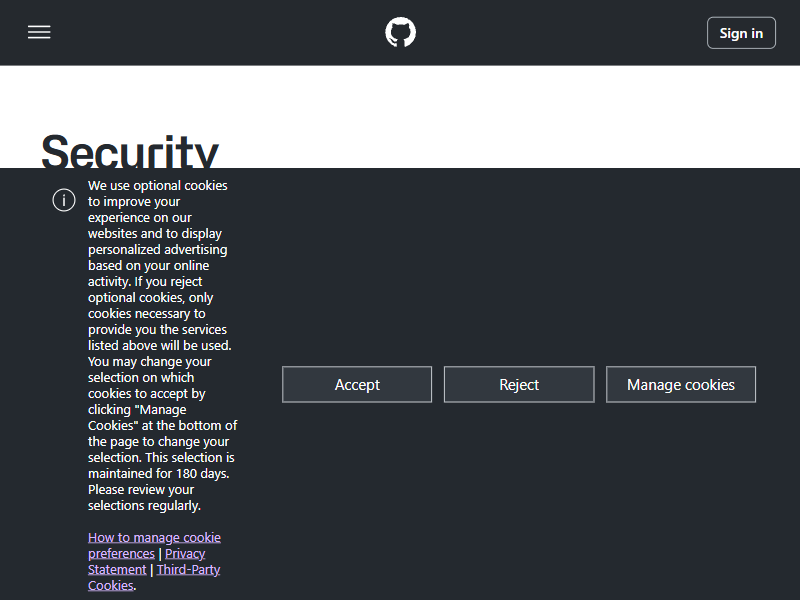 Sign in
Security
We use optional cookies
to improve your
experience on our
websites and to display
personalized advertising
based on your online
activity. If you reject
optional cookies, only
cookies necessary to
provide you the services
listed above will be used.
You may change your
selection on which
cookies to accept by
clicking "Manage
Cookies" at the bottom of
the page to change your
selection. This selection is
maintained for 180 days.
Please review your
selections regularly.
How to manage cookie
preferences | Privacy
Statement | Third-Party
Cookies.
Accept
Reject
Manage cookies